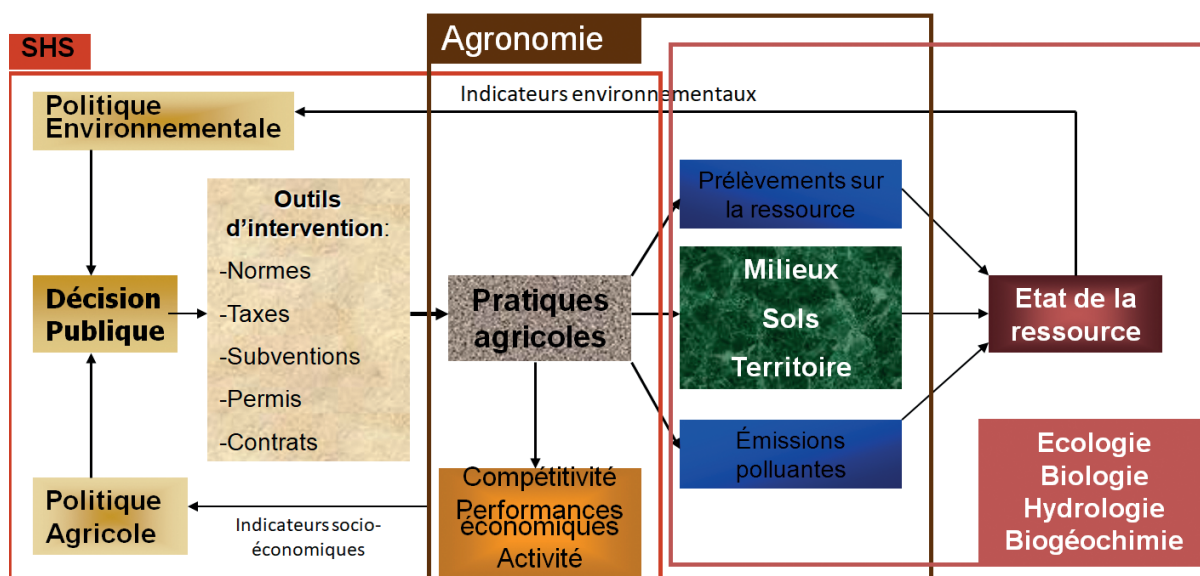 SHS
Agronomie
Indicateurs environnementaux
Politique
Environnementale
Outils
d’intervention:
-Normes
-Taxes
-Subventions
-Permis
-Contrats
Décision
Publique
Pratiques
agricoles
Prélèvements sur
la ressource
Milieux
Sols
Territoire
Émissions
polluantes
Etat de la
ressource
Politique
Agricole
Indicateurs socio-
économiques
Compétitivité
Performances
économiques
Activité
Ecologie
Biologie
Hydrologie
Biogéochimie